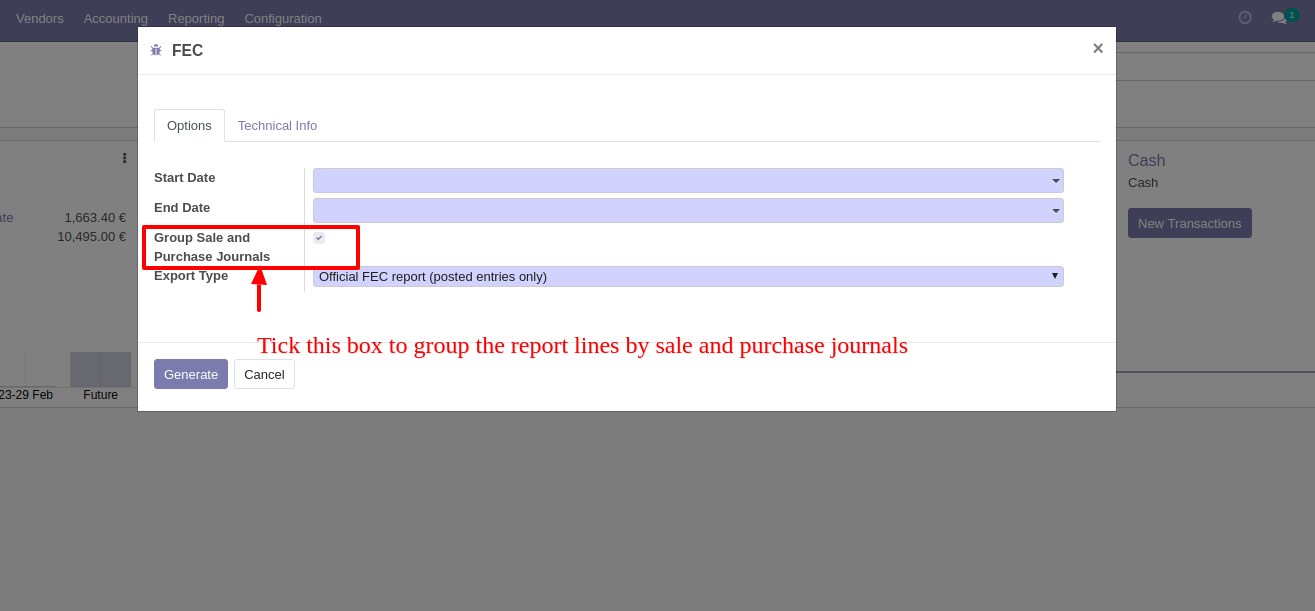 Vendors Accounting Reporting Configuration 1
FEC ×
Options Technical Info
Start Date
End Date
Group Sale and
Purchase Journals
Export Type Official FEC report (posted entries only)
Tick this box to group the report lines by sale and purchase journals
Generate Cancel
ate 1,663.40 €
10,495.00 €
23-29 Feb Future
Cash
Cash
New Transactions